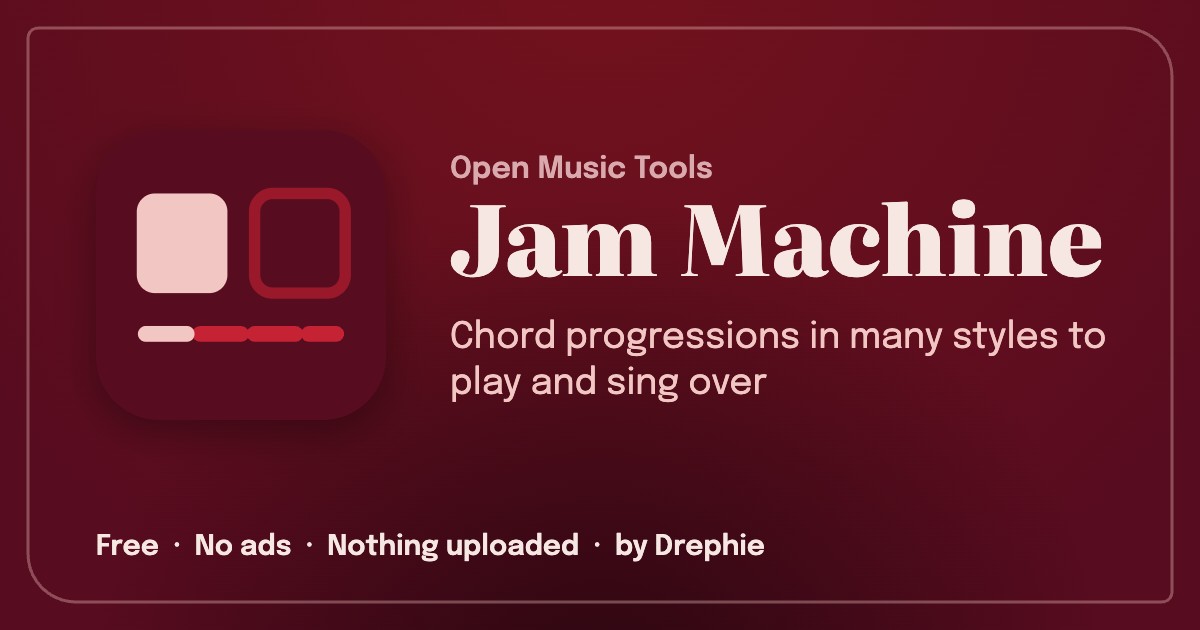 Open Music Tools
Jam Machine
Chord progressions in many styles to
play and sing over
Free · No ads · Nothing uploaded · by Drephie